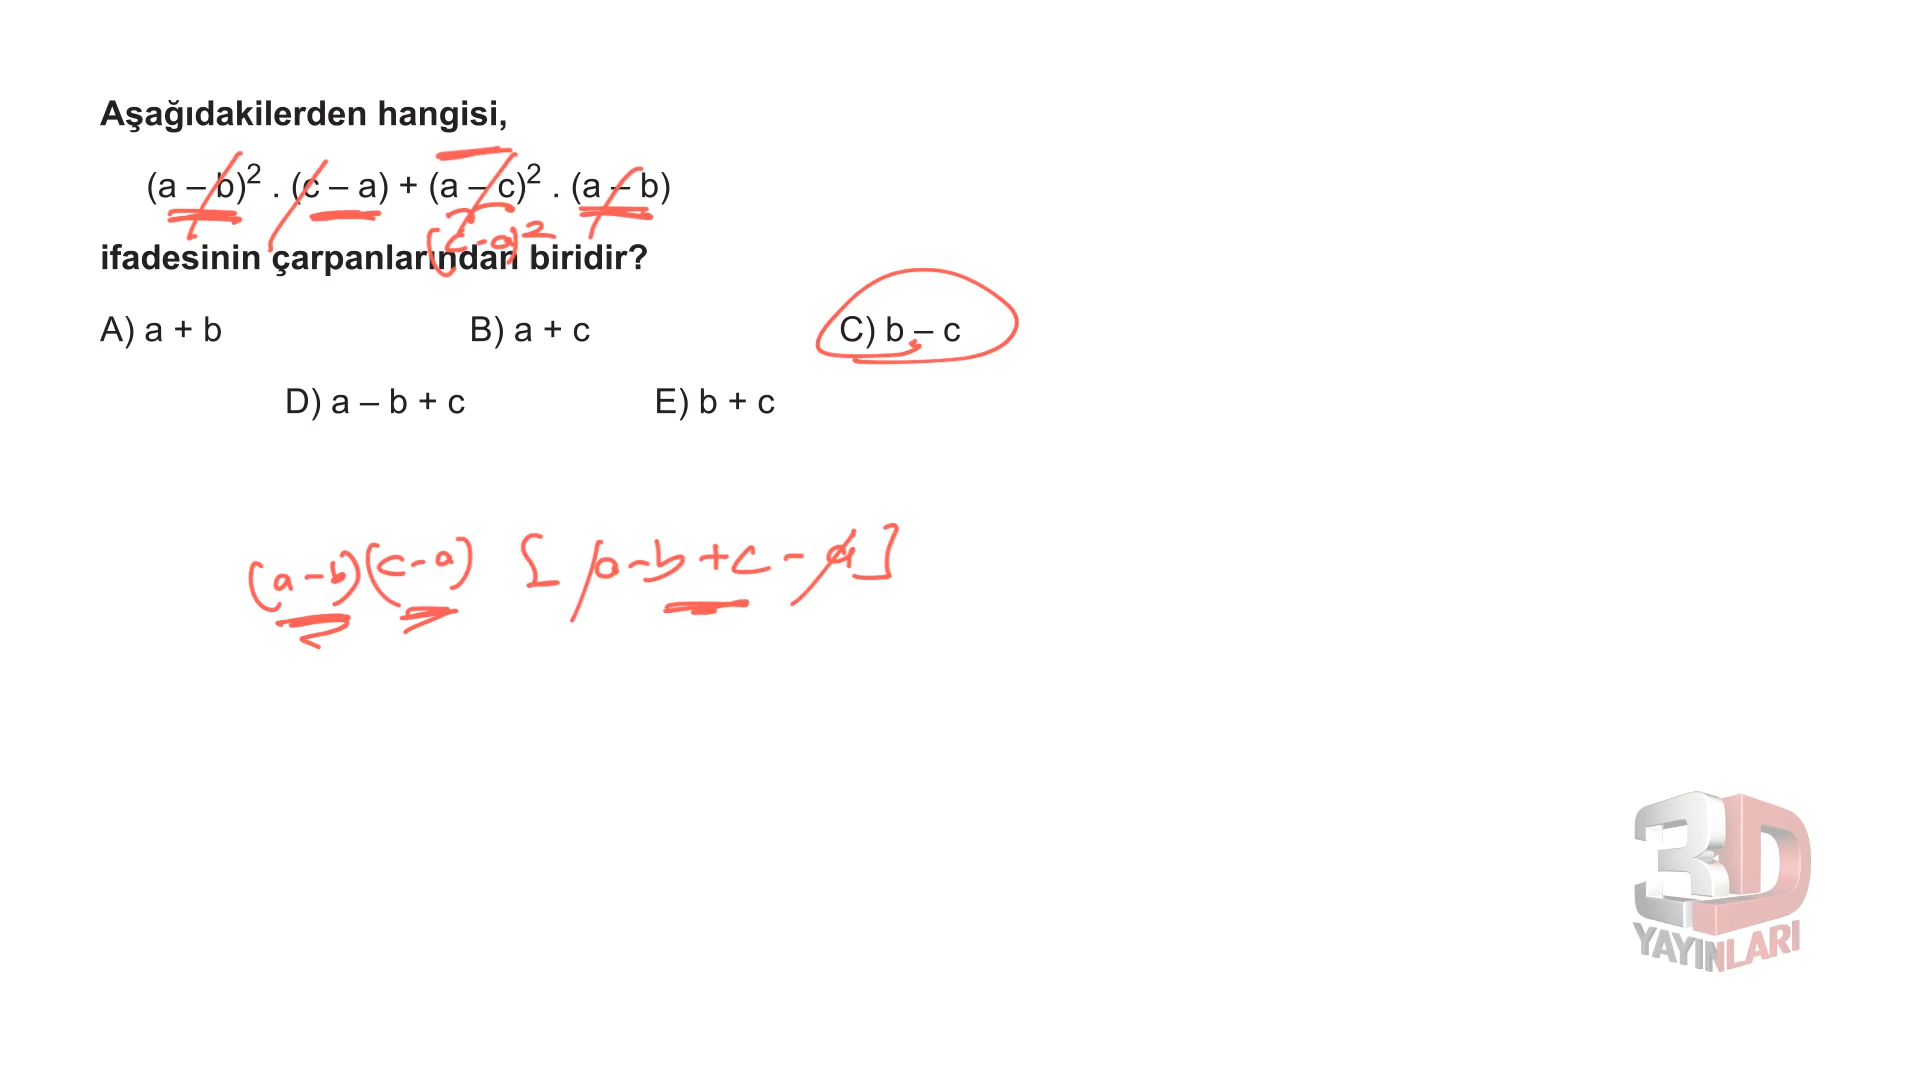 Aşağıdakilerden hangisi,
(a – b)² . (c – a) + (a – c)² . (a – b)
(c-a)²
ifadesinin çarpanlarından biridir?
A) a + b B) a + c C) b – c
D) a – b + c E) b + c
(a-b)(c-a) [a-b+c-a]
3D
YAYINLARI